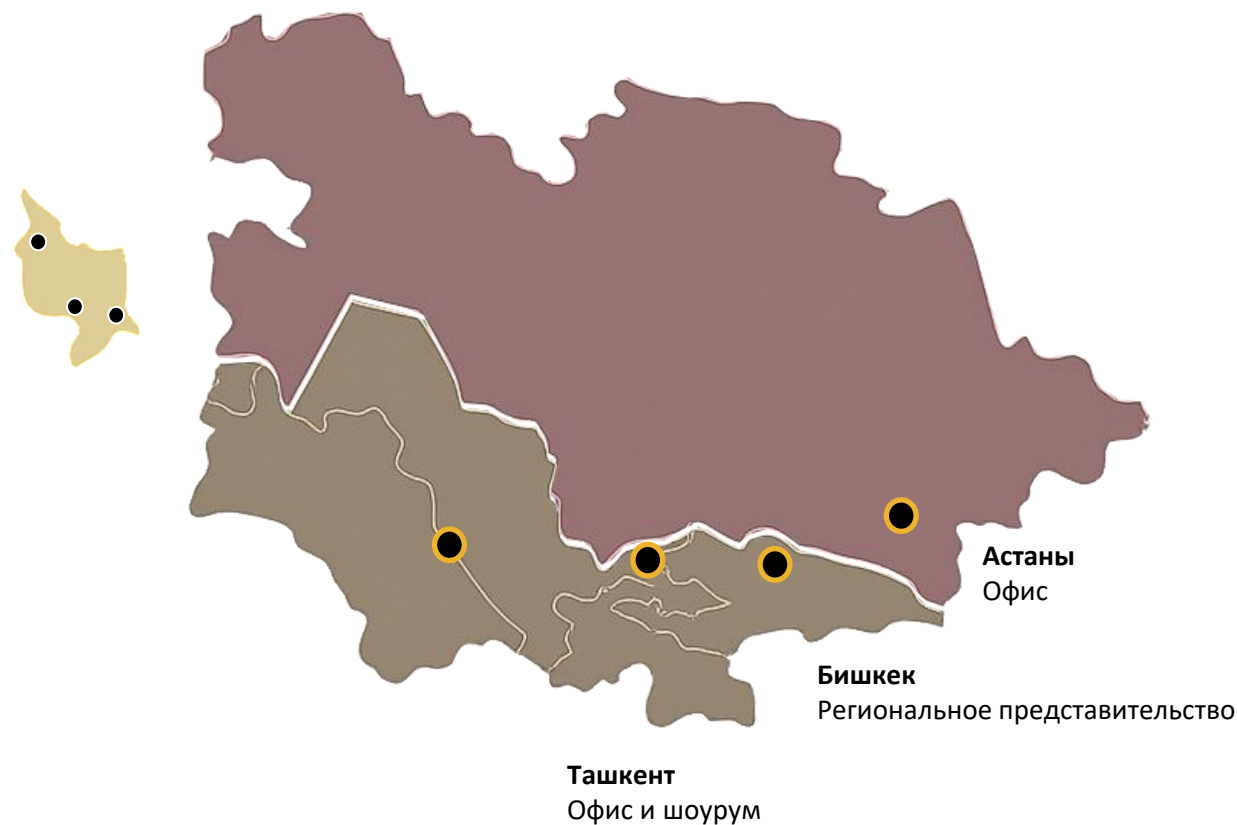 Астаны
Офис
Бишкек
Региональное представительство
Ташкент
Офис и шоурум